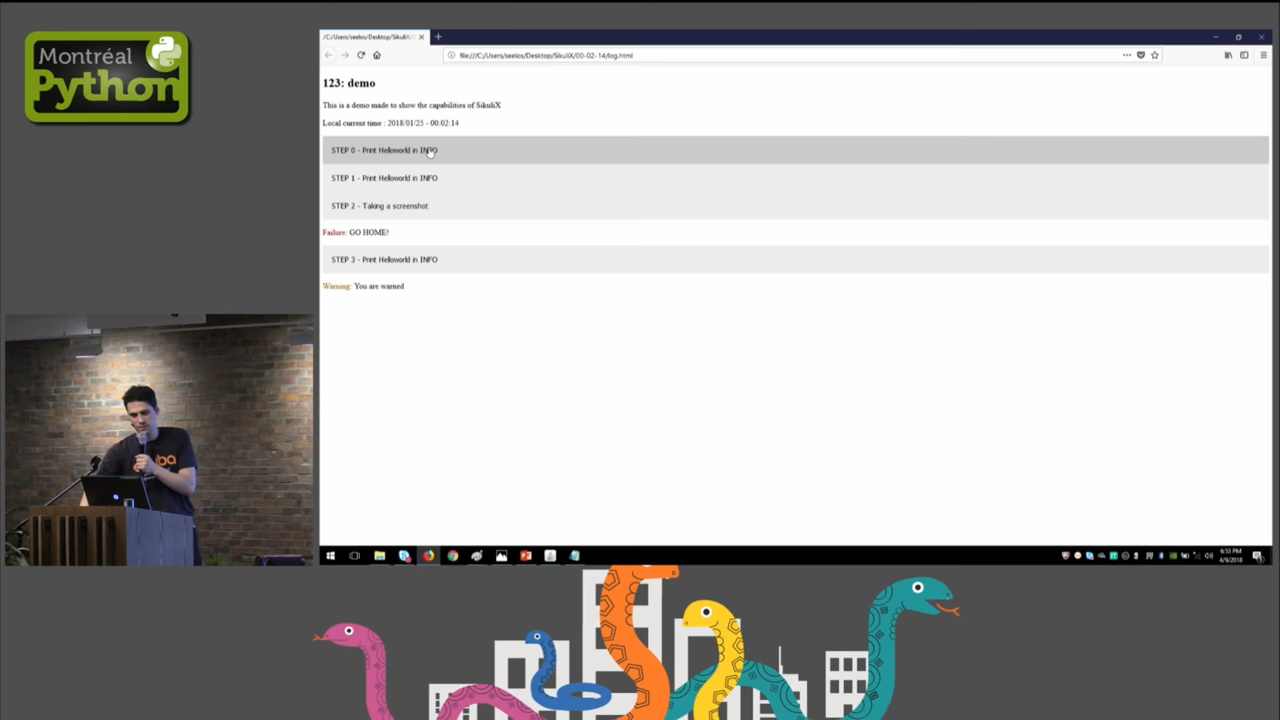 Montréal
Python
/C:/Users/seelos/Desktop/SikuliX/
file:///C:/Users/seelos/Desktop/SikuliX/00-02-14/log.html
123: demo
This is a demo made to show the capabilities of SikuliX
Local current time : 2018/01/25 - 00:02:14
STEP 0 - Print Helloworld in INFO
STEP 1 - Print Helloworld in INFO
STEP 2 - Taking a screenshot
Failure: GO HOME!
STEP 3 - Print Helloworld in INFO
Warning: You are warned
6:53 PM
4/9/2018